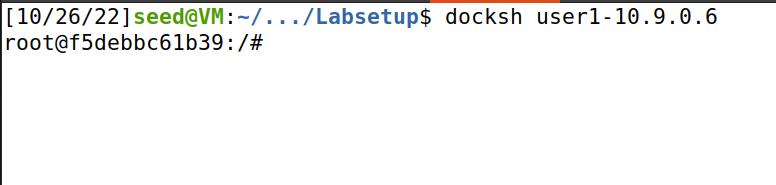 [10/26/22]seed@VM:~/.../Labsetup$ docksh user1-10.9.0.6
root@f5debbc61b39:/#